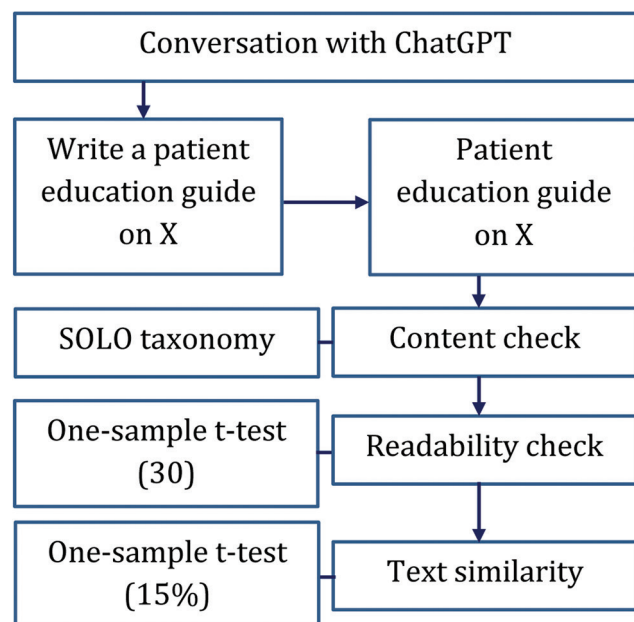 Conversation with ChatGPT
Write a patient
education guide
on X
Patient
education guide
on X
SOLO taxonomy
Content check
One-sample t-test
(30)
Readability check
One-sample t-test
(15%)
Text similarity